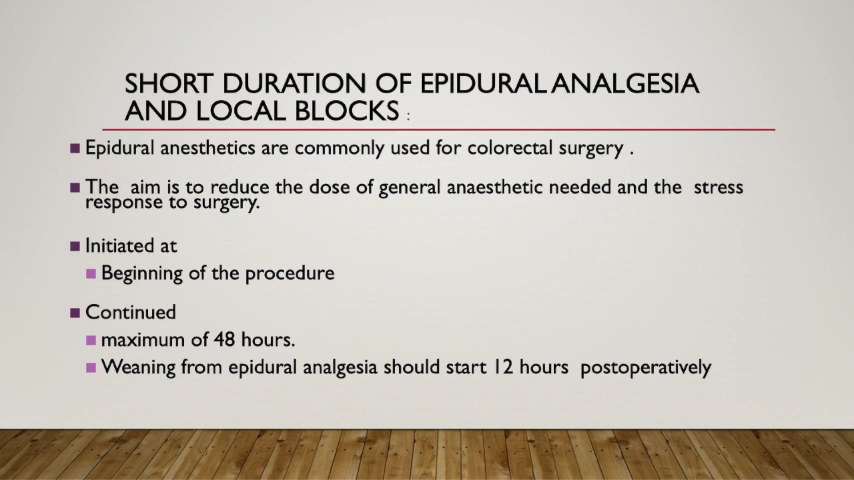 SHORT DURATION OF EPIDURAL ANALGESIA
AND LOCAL BLOCKS :
Epidural anesthetics are commonly used for colorectal surgery .
The aim is to reduce the dose of general anaesthetic needed and the stress
response to surgery.
Initiated at
Beginning of the procedure
Continued
maximum of 48 hours.
Weaning from epidural analgesia should start 12 hours postoperatively